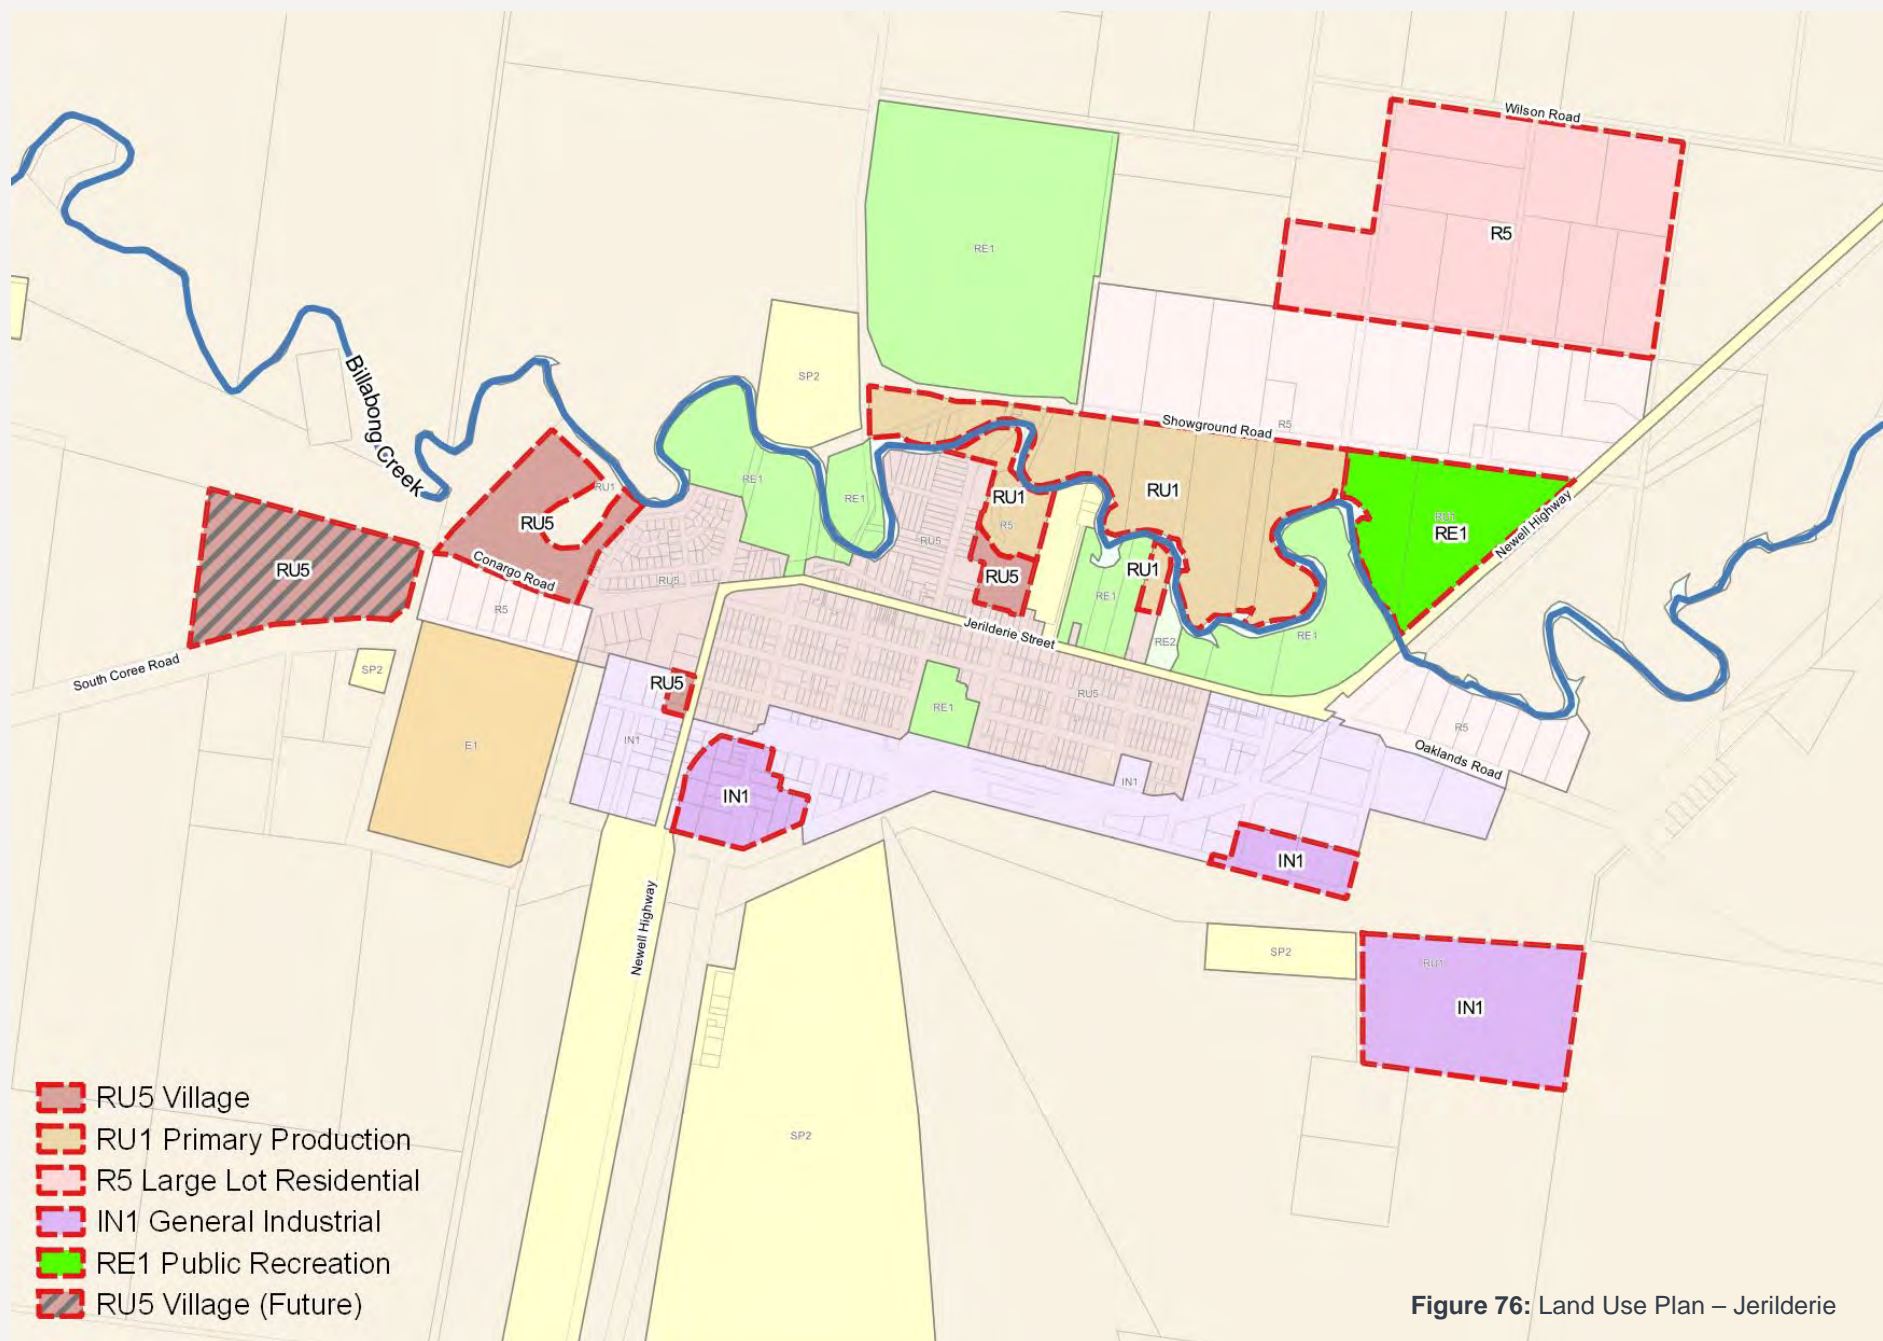 Wilson Road
R5
RE1
SP2
Billabong Creek
Showground Road
R5
RU1
RU1
RU1
RE1
RE1
RU5
RE1
RU1
RU1
R5
RU5
RE1
Newell Highway
RU5
Conargo Road
RU5
RU5
RU1
RE1
R5
Jerilderie Street
RE2
RE1
South Coree Road
SP2
RU5
RU5
RE1
R5
E1
IN1
Oaklands Road
IN1
IN1
IN1
Newell Highway
SP2
RU1
IN1
SP2
RU5 Village
RU1 Primary Production
R5 Large Lot Residential
IN1 General Industrial
RE1 Public Recreation
RU5 Village (Future)
Figure 76: Land Use Plan – Jerilderie